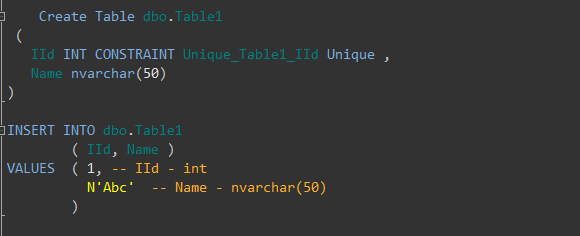 Create Table dbo.Table1
(
IId INT CONSTRAINT Unique_Table1_IId Unique ,
Name nvarchar(50)
)
INSERT INTO dbo.Table1
( IId, Name )
VALUES ( 1, -- IId - int
N'Abc' -- Name - nvarchar(50)
)